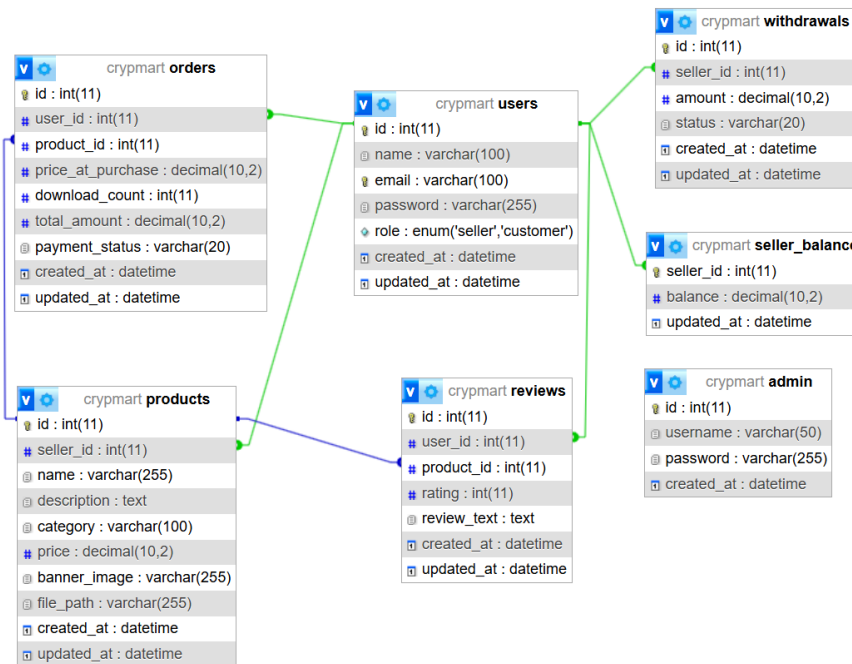 crypmart orders
id : int(11)
user_id : int(11)
product_id : int(11)
price_at_purchase : decimal(10,2)
download_count : int(11)
total_amount : decimal(10,2)
payment_status : varchar(20)
created_at : datetime
updated_at : datetime
crypmart users
id : int(11)
name : varchar(100)
email : varchar(100)
password : varchar(255)
role : enum('seller','customer')
created_at : datetime
updated_at : datetime
crypmart withdrawals
id : int(11)
seller_id : int(11)
amount : decimal(10,2)
status : varchar(20)
created_at : datetime
updated_at : datetime
crypmart seller_balance
seller_id : int(11)
balance : decimal(10,2)
updated_at : datetime
crypmart products
id : int(11)
seller_id : int(11)
name : varchar(255)
description : text
category : varchar(100)
price : decimal(10,2)
banner_image : varchar(255)
file_path : varchar(255)
created_at : datetime
updated_at : datetime
crypmart reviews
id : int(11)
user_id : int(11)
product_id : int(11)
rating : int(11)
review_text : text
created_at : datetime
updated_at : datetime
crypmart admin
id : int(11)
username : varchar(50)
password : varchar(255)
created_at : datetime